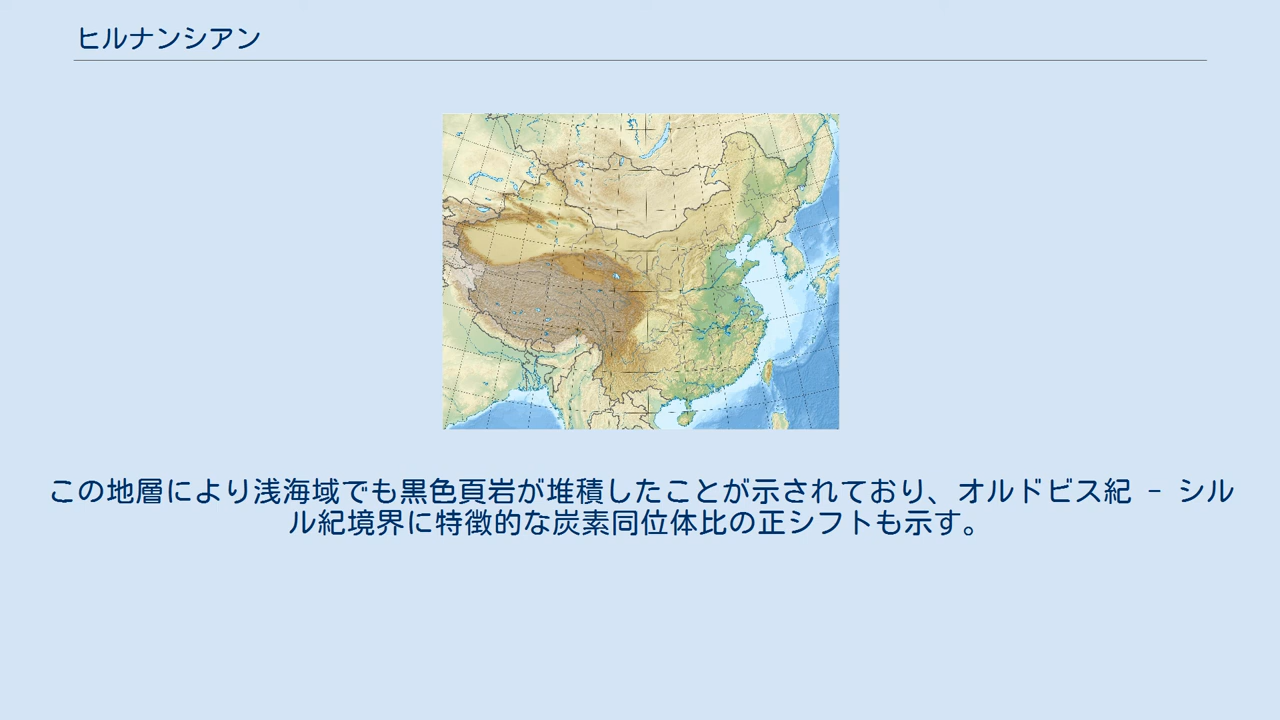 ヒルナンシアン
この地層により浅海域でも黒色頁岩が堆積したことが示されており、オルドビス紀 - シル
ル紀境界に特徴的な炭素同位体比の正シフトも示す。